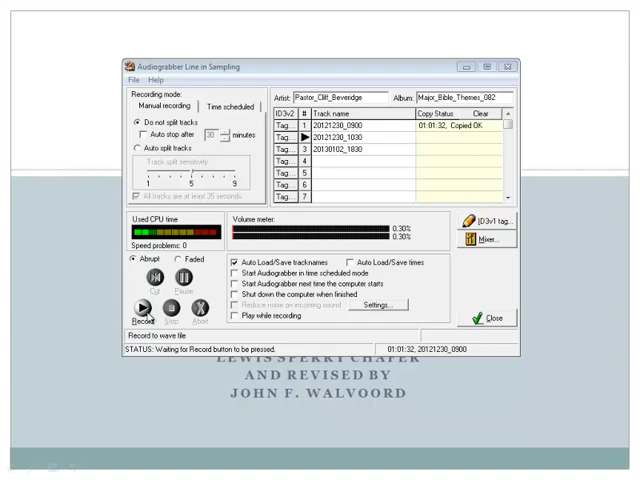 Audiograbber Line in Sampling
File Help
Recording mode:
Manual recording Time scheduled
Do not split tracks
Auto stop after 30 minutes
Auto split tracks
Track split sensitivity
1 5 9
All tracks are at least 35 seconds
Artist: Pastor_Cliff_Beveridge Album: Major_Bible_Themes_082
ID3v2 # Track name Copy Status Clear
Tag... 1 20121230_0900 01:01:32, Copied OK
Tag... 20121230_1030
Tag... 3 20130102_1830
Tag... 4
Tag... 5
Tag... 6
Tag... 7
Used CPU time
Speed problems: 0
Volume meter:
0.30%
0.30%
ID3v1 tag...
Mixer...
Abrupt Faded
Cut Pause
Record Stop Abort
Auto Load/Save tracknames Auto Load/Save times
Start Audiograbber in time scheduled mode
Start Audiograbber next time the computer starts
Shut down the computer when finished
Reduce noise on incoming sound Settings...
Play while recording
Close
Record to wave file
STATUS: Waiting for Record button to be pressed. 01:01:32, 20121230_0900
LEWIS SPERRY CHAFER
AND REVISED BY
JOHN F. WALVOORD